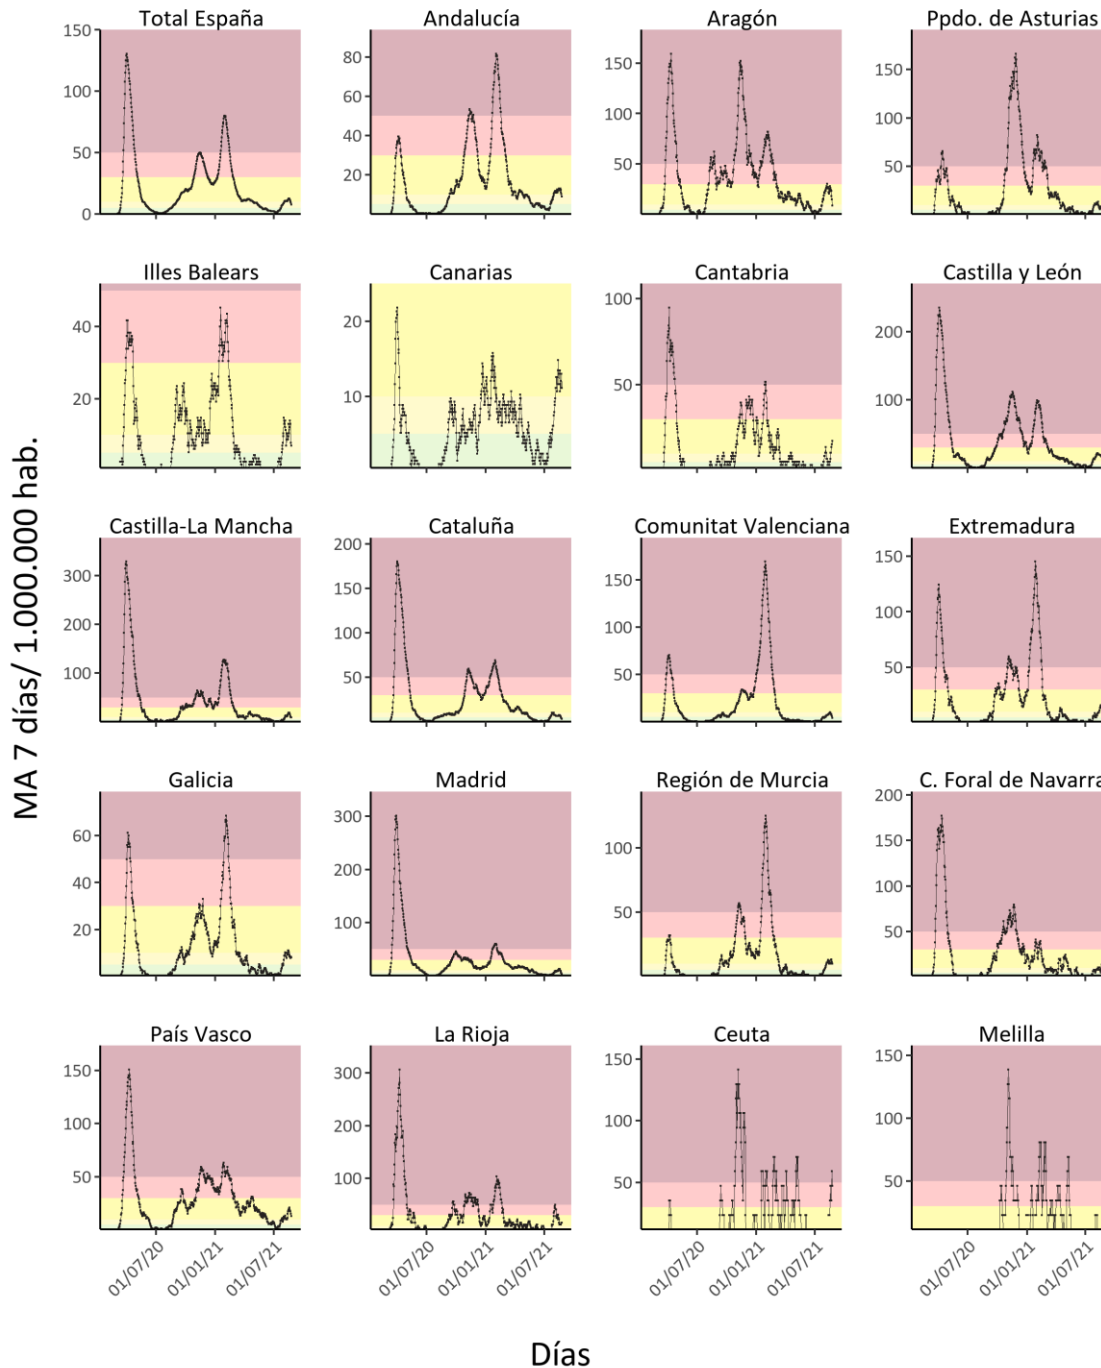 Total España Andalucía Aragón Ppdo. de Asturias
150 100 50 0
80 60 40 20
150 100 50
150 100 50
Illes Balears Canarias Cantabria Castilla y León
40 20
20 10
100 50
200 100
Castilla-La Mancha Cataluña Comunitat Valenciana Extremadura
300 200 100
200 150 100 50
150 100 50
150 100 50
Galicia Madrid Región de Murcia C. Foral de Navarra
60 40 20
300 200 100
100 50
200 150 100 50
País Vasco La Rioja Ceuta Melilla
150 100 50
300 200 100
150 100 50
150 100 50
01/07/20 01/01/21 01/07/21 01/07/20 01/01/21 01/07/21 01/07/20 01/01/21 01/07/21 01/07/20 01/01/21 01/07/21
MA 7 días/ 1.000.000 hab.
Días